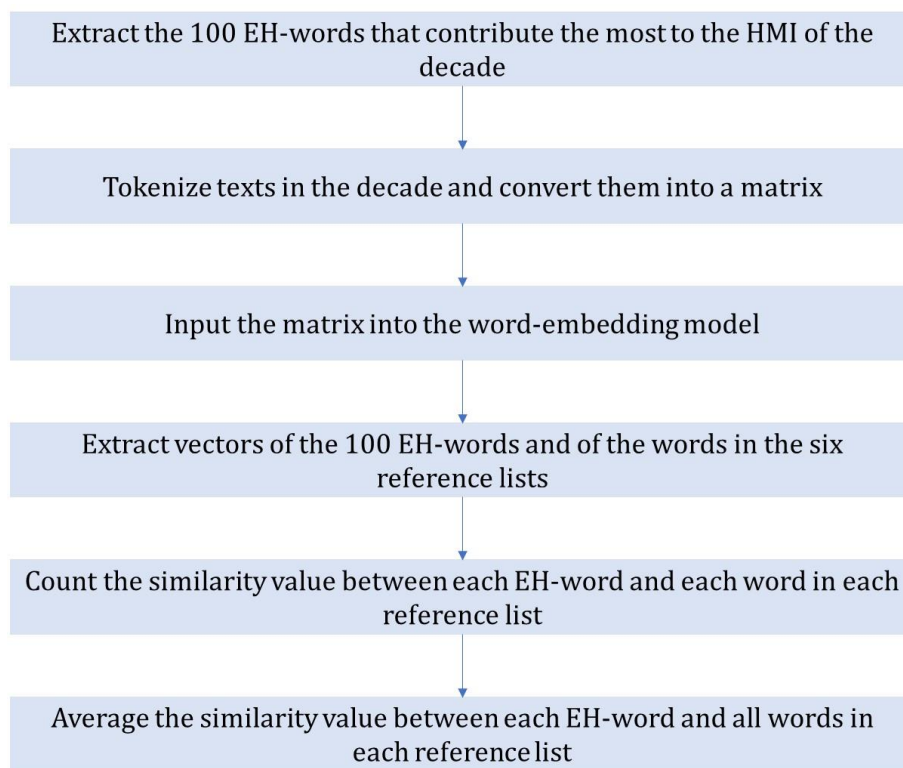 Extract the 100 EH-words that contribute the most to the HMI of the
decade
Tokenize texts in the decade and convert them into a matrix
Input the matrix into the word-embedding model
Extract vectors of the 100 EH-words and of the words in the six
reference lists
Count the similarity value between each EH-word and each word in each
reference list
Average the similarity value between each EH-word and all words in
each reference list